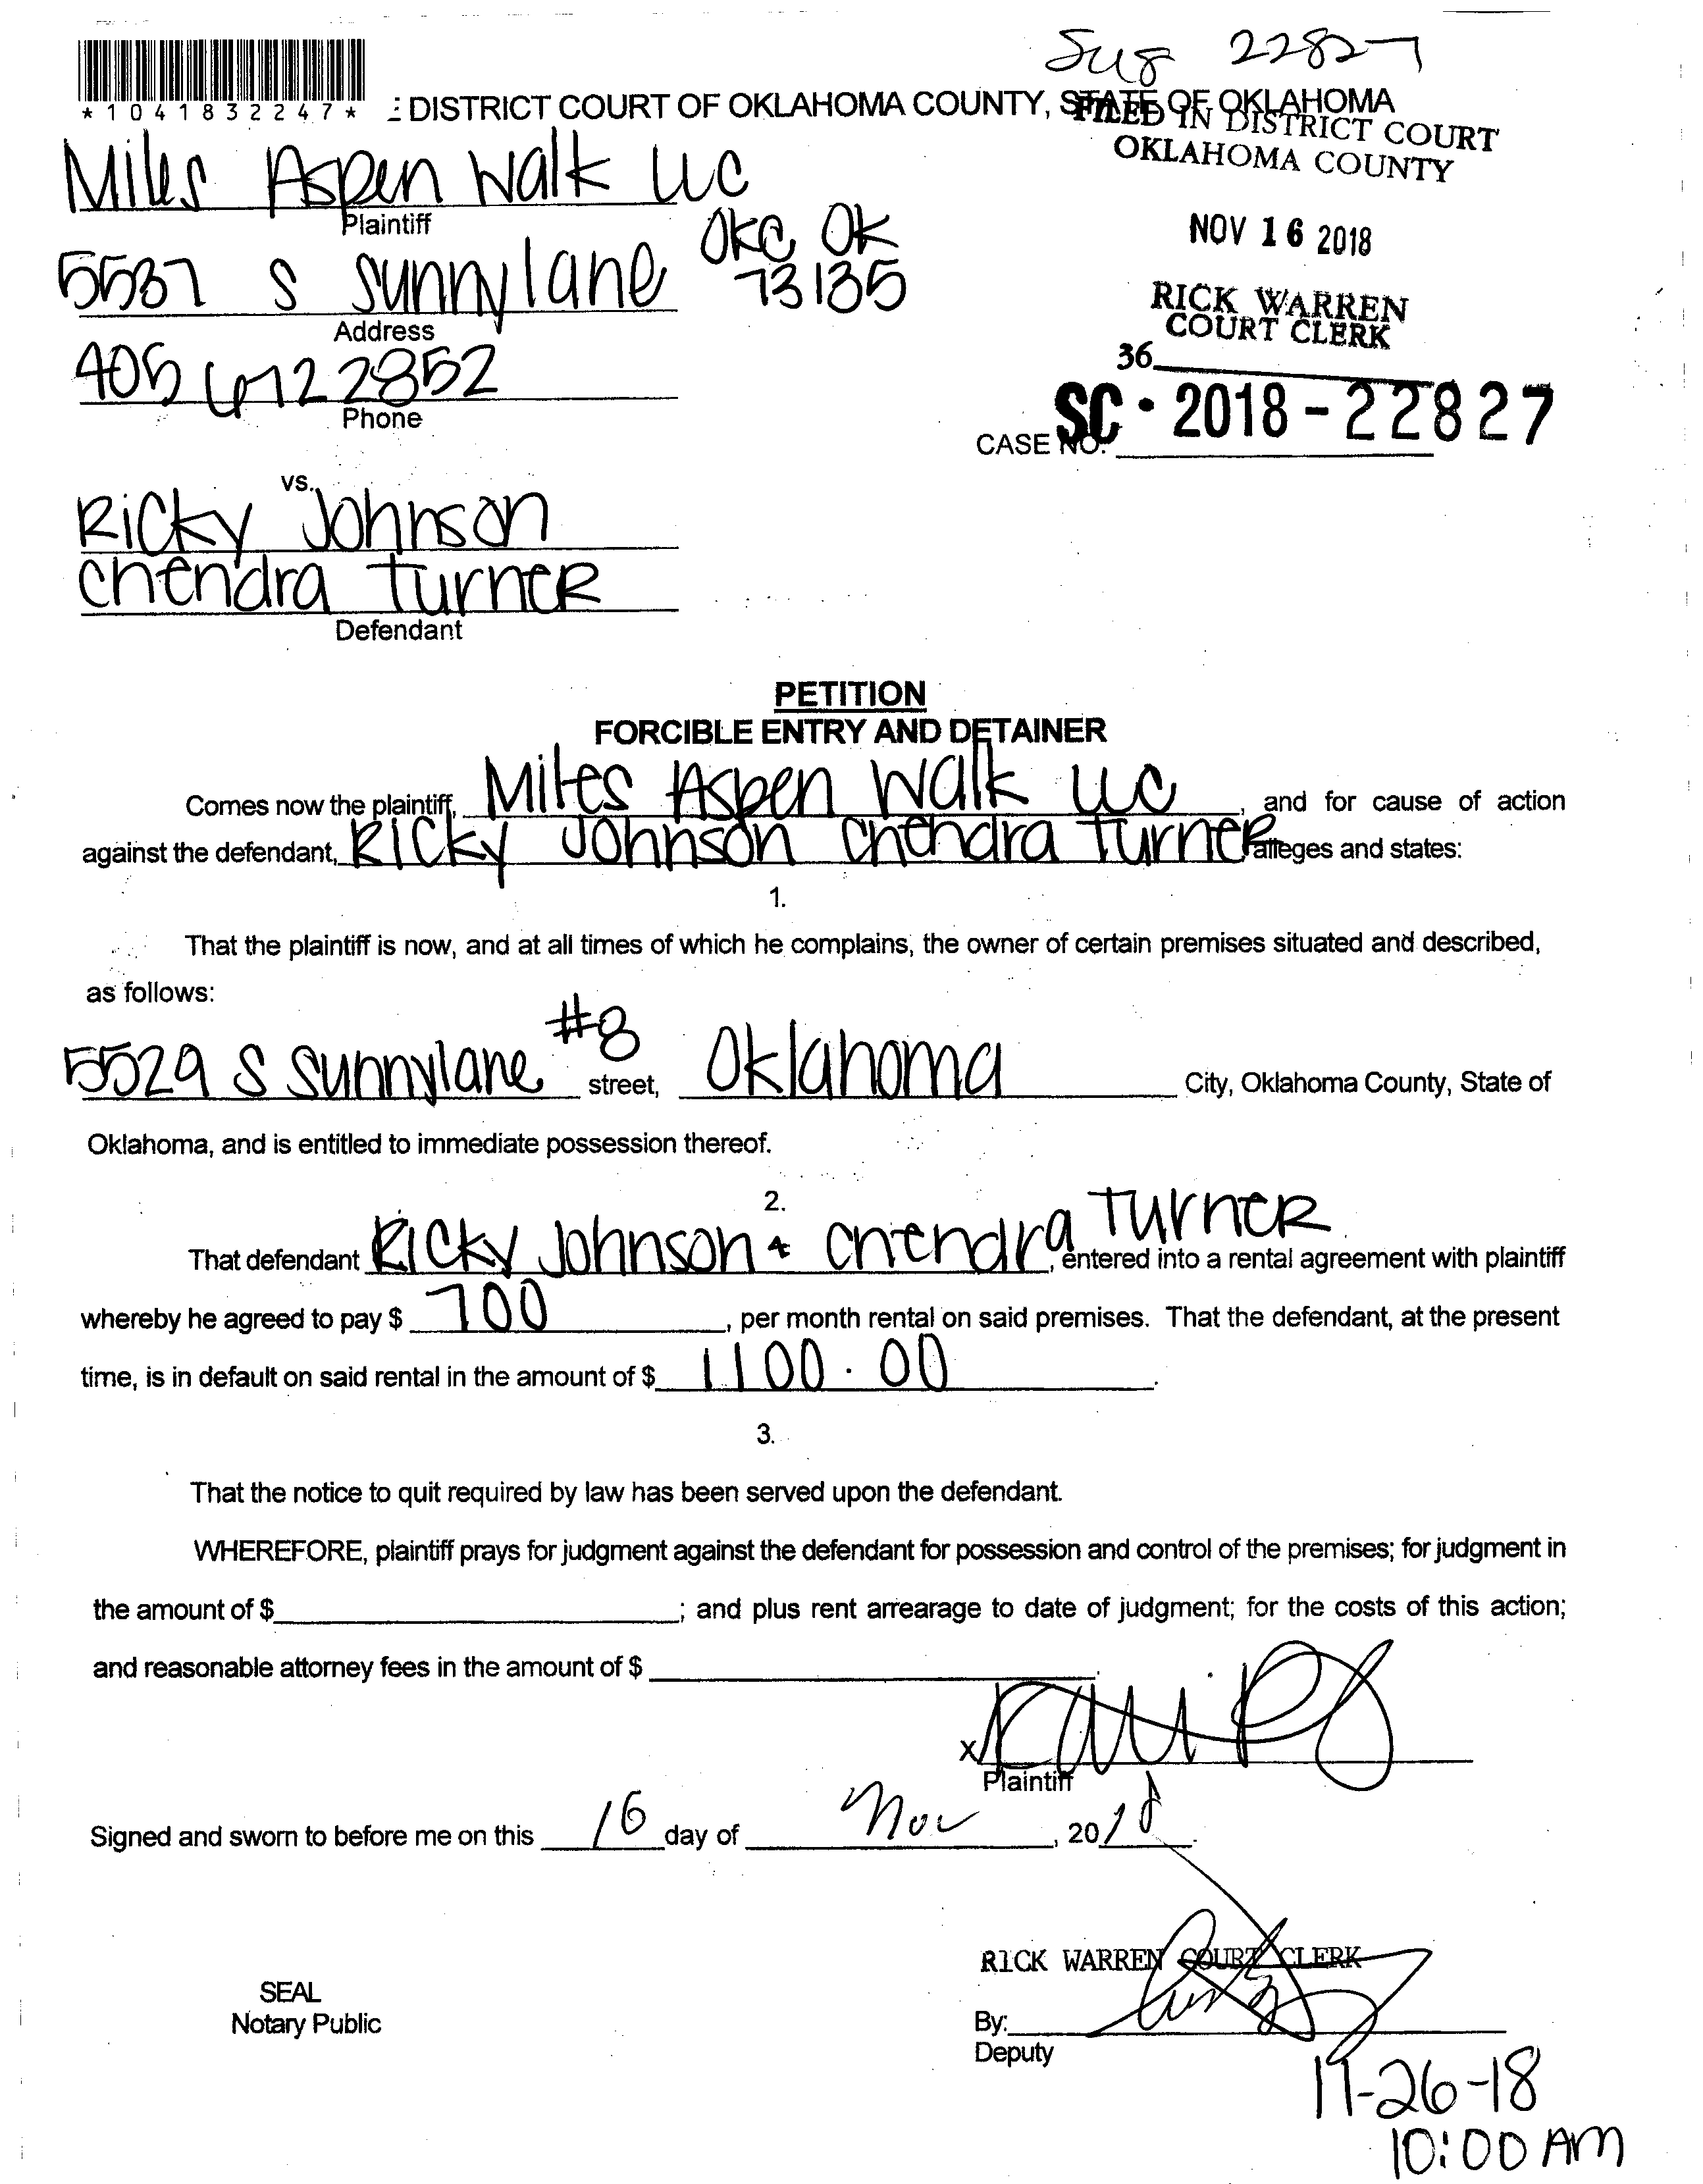 22827
*1041832247*
: DISTRICT COURT OF OKLAHOMA COUNTY, STATE OF OKLAHOMA
FILED IN DISTRICT COURT
OKLAHOMA COUNTY
Miles Aspen Walk LLC
Plaintiff
NOV 16 2018
5537 S Sunnylane OKC OK
73135
Address
RICK WARREN
COURT CLERK
36
405 672 2852
Phone
CASE NO. SC-2018-22827
vs.
Ricky Johnson
Chendra Turner
Defendant
PETITION
FORCIBLE ENTRY AND DETAINER
Comes now the plaintiff, Miles Aspen Walk LLC, and for cause of action
against the defendant, Ricky Johnson Chendra Turner alleges and states:
1.
That the plaintiff is now, and at all times of which he complains, the owner of certain premises situated and described,
as follows:
5529 S Sunnylane #8 street, Oklahoma City, Oklahoma County, State of
Oklahoma, and is entitled to immediate possession thereof.
2.
That defendant Ricky Johnson & Chendra Turner, entered into a rental agreement with plaintiff
whereby he agreed to pay $ 700, per month rental on said premises. That the defendant, at the present
time, is in default on said rental in the amount of $ 1100.00.
3.
That the notice to quit required by law has been served upon the defendant.
WHEREFORE, plaintiff prays for judgment against the defendant for possession and control of the premises; for judgment in
the amount of $ ; and plus rent arrearage to date of judgment; for the costs of this action;
and reasonable attorney fees in the amount of $ .
X
Plaintiff
Signed and sworn to before me on this 16 day of Nov, 2018.
RICK WARREN COURT CLERK
SEAL
Notary Public
By:
Deputy
11-26-18
10:00 AM